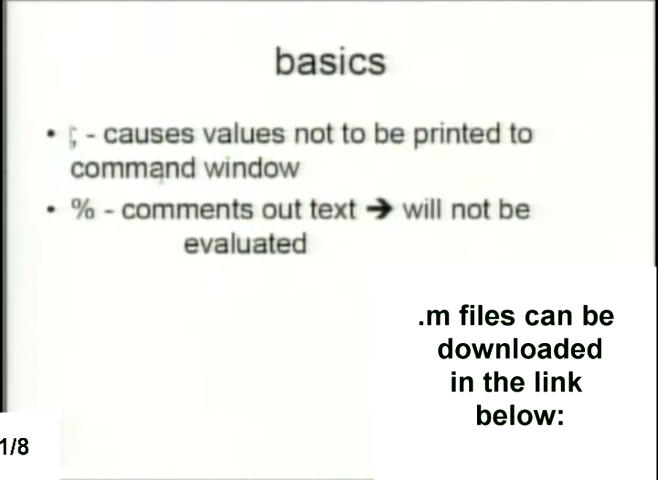 basics
• ; - causes values not to be printed to
command window
• % - comments out text ➔ will not be
evaluated
.m files can be
downloaded
in the link
below:
1/8